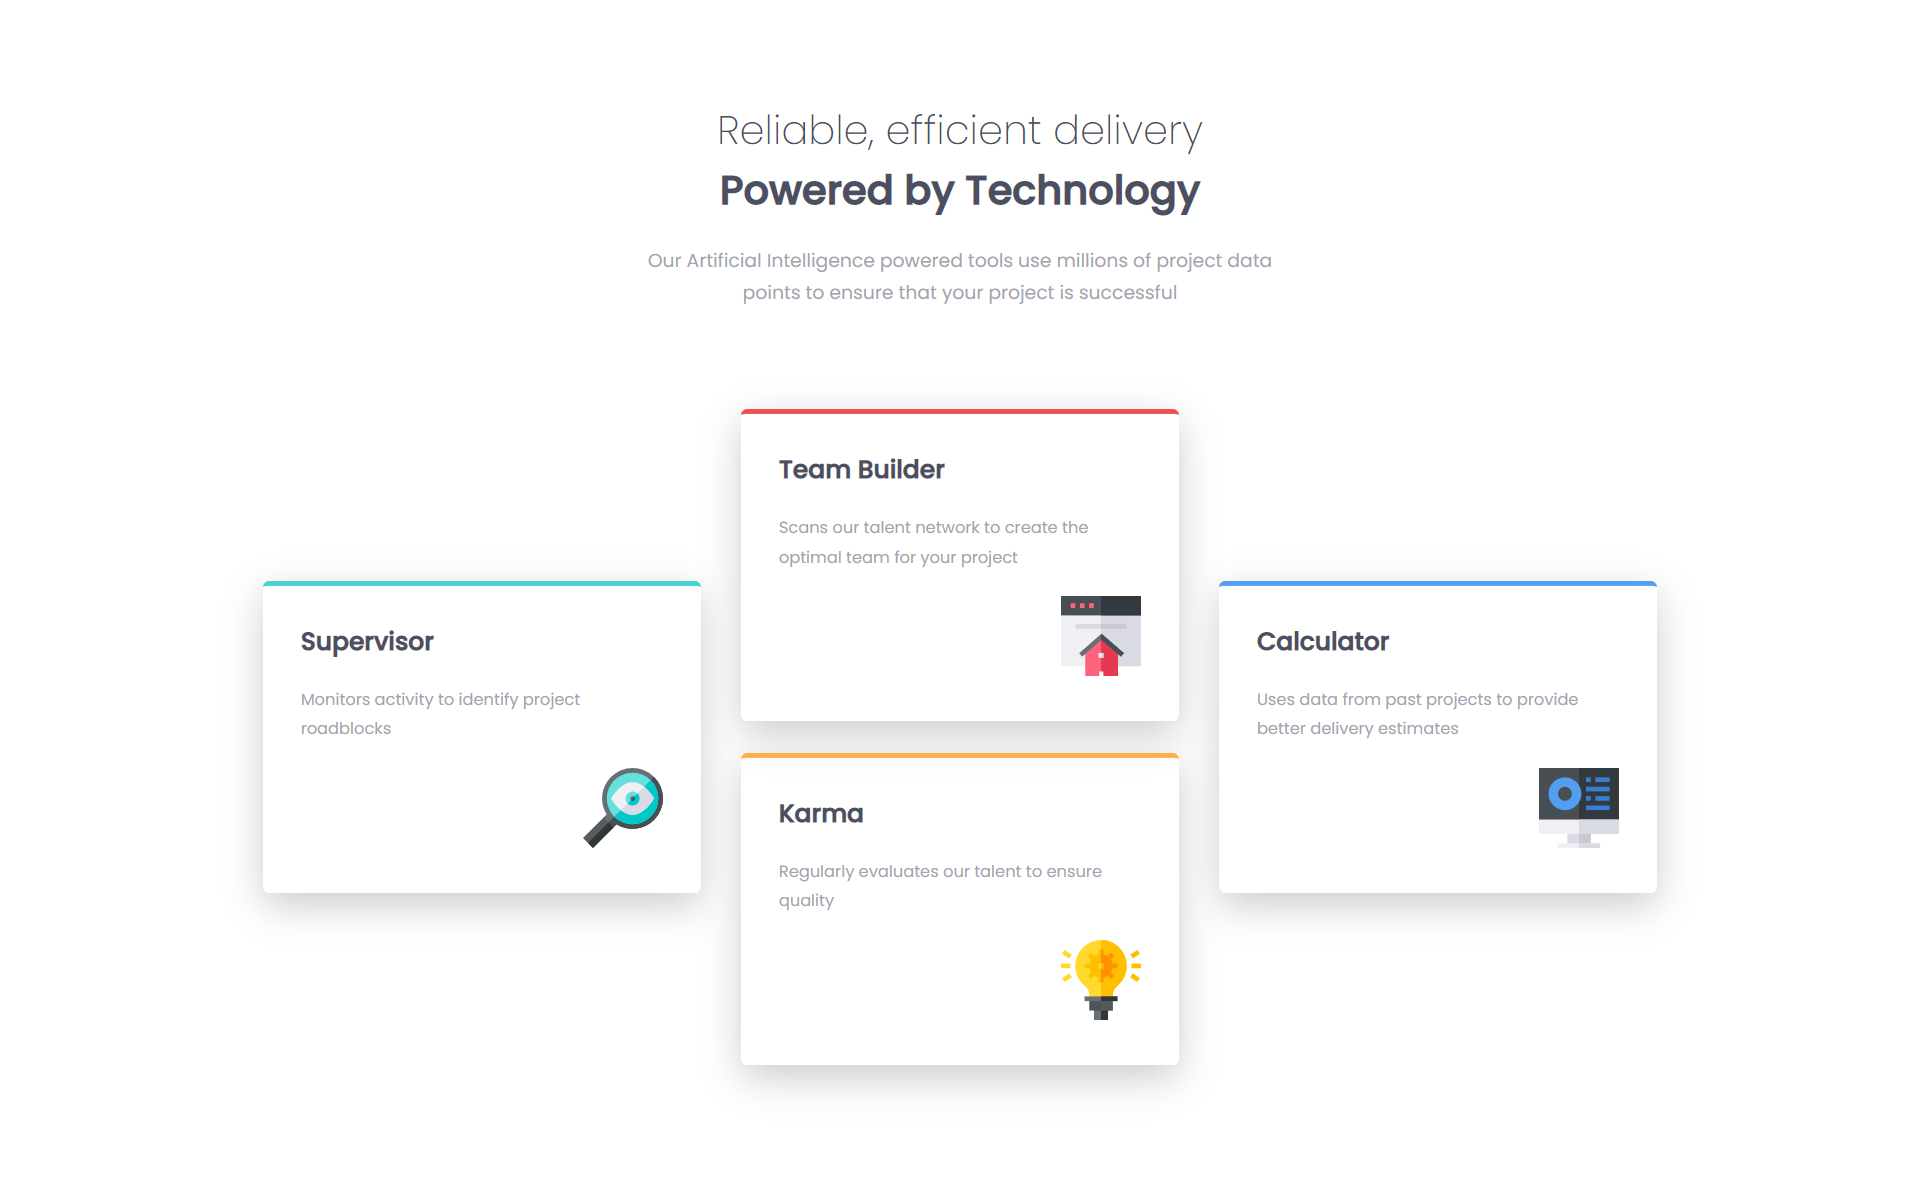 Reliable, efficient delivery
Powered by Technology
Our Artificial Intelligence powered tools use millions of project data
points to ensure that your project is successful
Supervisor
Monitors activity to identify project
roadblocks
Team Builder
Scans our talent network to create the
optimal team for your project
Karma
Regularly evaluates our talent to ensure
quality
Calculator
Uses data from past projects to provide
better delivery estimates